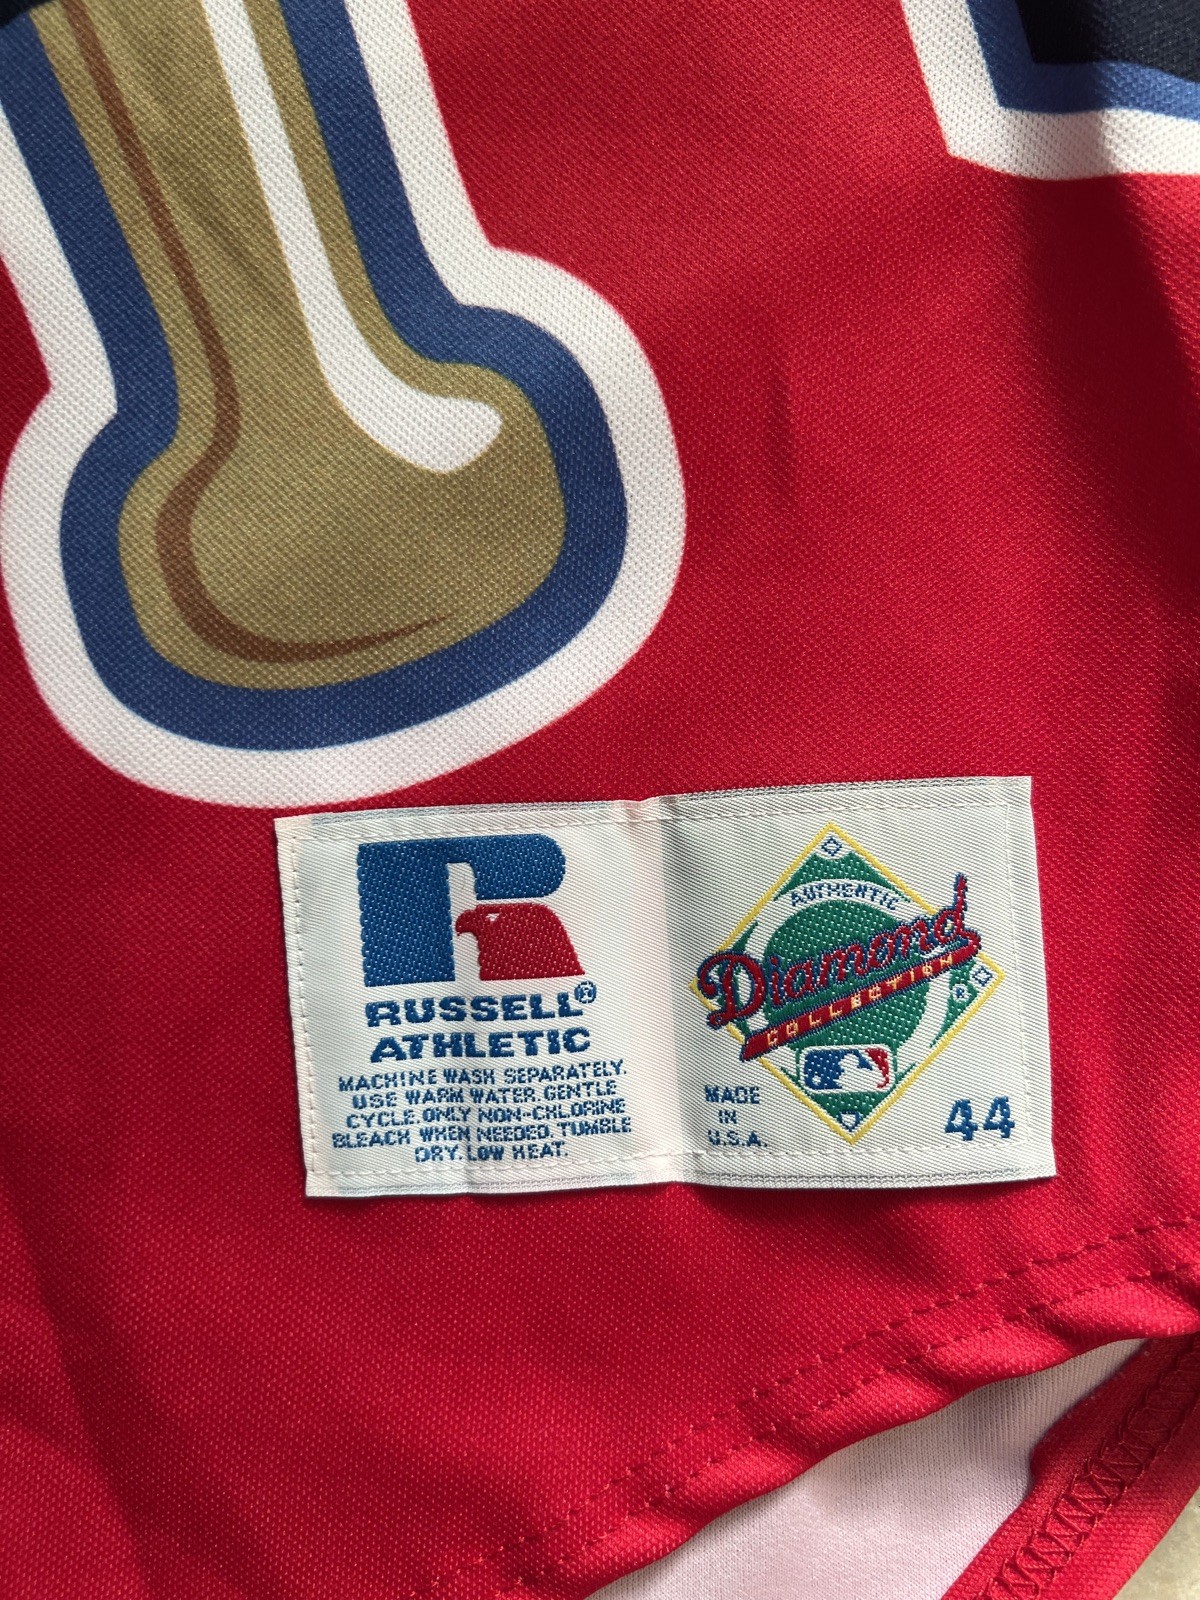 RUSSELL®
ATHLETIC
MACHINE WASH SEPARATELY.
USE WARM WATER. GENTLE
CYCLE. ONLY NON-CHLORINE
BLEACH WHEN NEEDED. TUMBLE
DRY. LOW HEAT.
AUTHENTIC
Diamond
COLLECTION
®
MADE
IN
U.S.A.
44